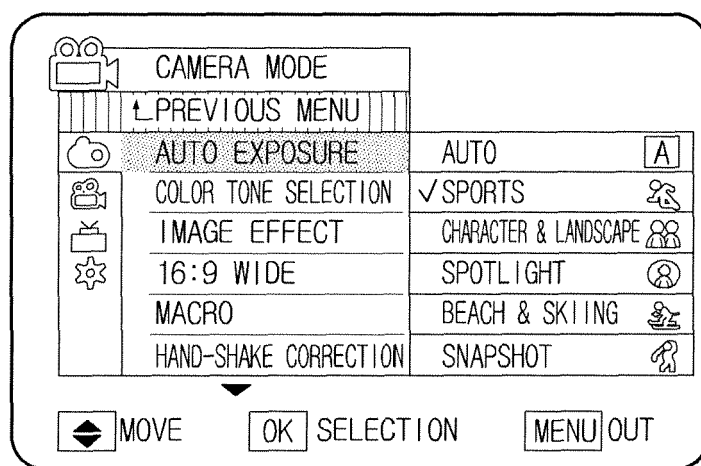 CAMERA MODE
PREVIOUS MENU
AUTO EXPOSURE
COLOR TONE SELECTION
IMAGE EFFECT
16:9 WIDE
MACRO
HAND-SHAKE CORRECTION
AUTO A
✓SPORTS
CHARACTER & LANDSCAPE
SPOTLIGHT
BEACH & SKIING
SNAPSHOT
MOVE OK SELECTION MENU OUT